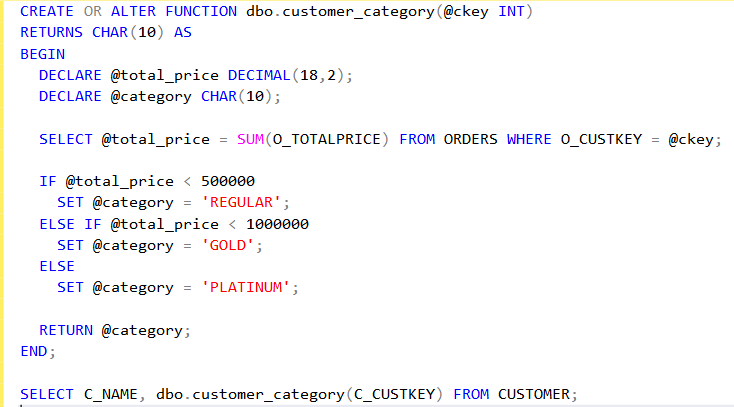 CREATE OR ALTER FUNCTION dbo.customer_category(@ckey INT)
RETURNS CHAR(10) AS
BEGIN
  DECLARE @total_price DECIMAL(18,2);
  DECLARE @category CHAR(10);

  SELECT @total_price = SUM(O_TOTALPRICE) FROM ORDERS WHERE O_CUSTKEY = @ckey;

  IF @total_price < 500000
    SET @category = 'REGULAR';
  ELSE IF @total_price < 1000000
    SET @category = 'GOLD';
  ELSE
    SET @category = 'PLATINUM';

  RETURN @category;
END;

SELECT C_NAME, dbo.customer_category(C_CUSTKEY) FROM CUSTOMER;